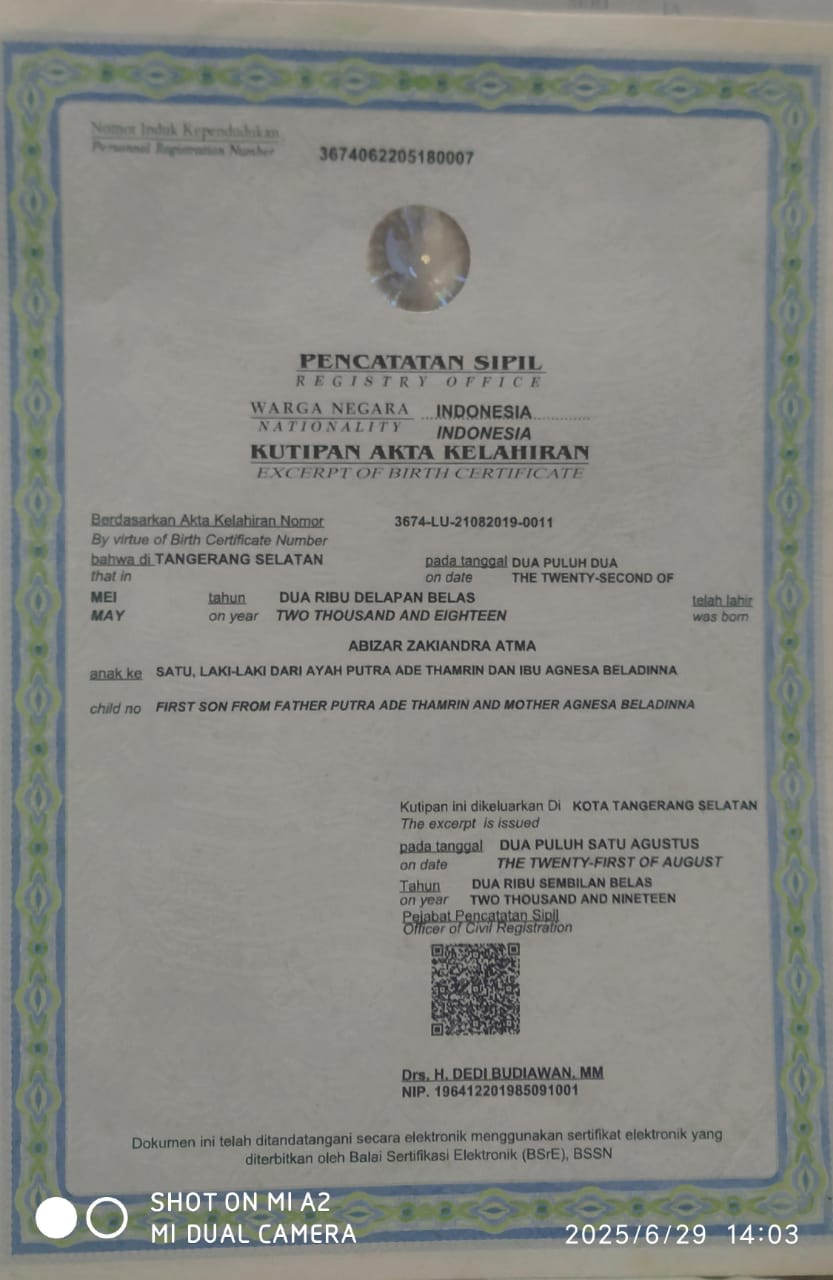 Nomor Induk Kependudukan
Personnel Registration Number
3674062205180007
PENCATATAN SIPIL
REGISTRY OFFICE
WARGA NEGARA INDONESIA
NATIONALITY INDONESIA
KUTIPAN AKTA KELAHIRAN
EXCERPT OF BIRTH CERTIFICATE
Berdasarkan Akta Kelahiran Nomor 3674-LU-21082019-0011
By virtue of Birth Certificate Number
bahwa di TANGERANG SELATAN pada tanggal DUA PULUH DUA
that in on date THE TWENTY-SECOND OF
MEI tahun DUA RIBU DELAPAN BELAS telah lahir
MAY on year TWO THOUSAND AND EIGHTEEN was born
ABIZAR ZAKIANDRA ATMA
anak ke SATU, LAKI-LAKI DARI AYAH PUTRA ADE THAMRIN DAN IBU AGNESA BELADINNA
child no FIRST SON FROM FATHER PUTRA ADE THAMRIN AND MOTHER AGNESA BELADINNA
Kutipan ini dikeluarkan Di KOTA TANGERANG SELATAN
The excerpt is issued
pada tanggal DUA PULUH SATU AGUSTUS
on date THE TWENTY-FIRST OF AUGUST
Tahun DUA RIBU SEMBILAN BELAS
on year TWO THOUSAND AND NINETEEN
Pejabat Pencatatan Sipil
Officer of Civil Registration
Drs. H. DEDI BUDIAWAN, MM
NIP. 196412201985091001
Dokumen ini telah ditandatangani secara elektronik menggunakan sertifikat elektronik yang
diterbitkan oleh Balai Sertifikasi Elektronik (BSrE), BSSN
SHOT ON MI A2
MI DUAL CAMERA
2025/6/29 14:03